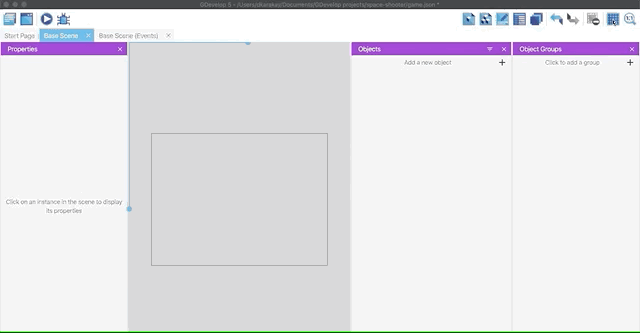 GDevelop 5 - /Users/dkarakay/Documents/GDevelop projects/space-shooter/game.json *
Start Page
Base Scene ×
Base Scene (Events) ×
Properties ×
Objects ×
Object Groups ×
Add a new object +
Click to add a group +
Click on an instance in the scene to display
its properties